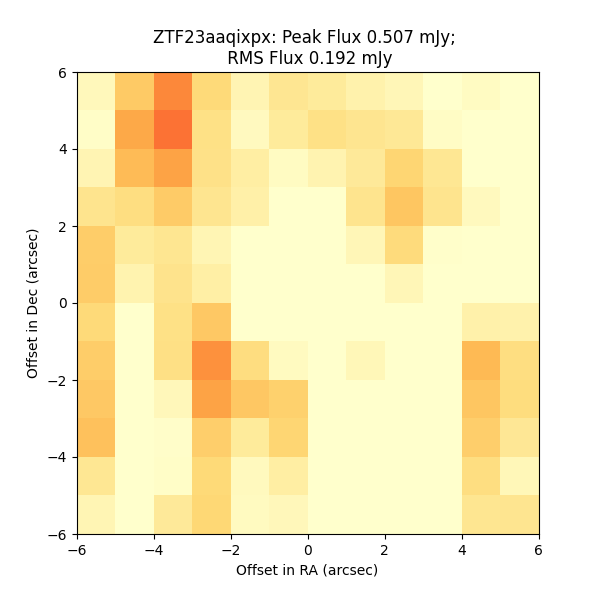 ZTF23aaqixpx: Peak Flux 0.507 mJy;
RMS Flux 0.192 mJy
6
4
2
0
−2
−4
−6
Offset in Dec (arcsec)
−6 −4 −2 0 2 4 6
Offset in RA (arcsec)